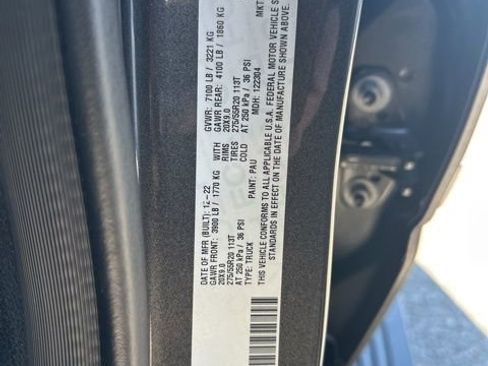 DATE OF MFR (BUILT): 12-22 GVWR: 7100 LB / 3221 KG
GAWR FRONT: 3900 LB / 1770 KG WITH GAWR REAR: 4100 LB / 1860 KG
20X9.0 RIMS 20X9.0
275/55R20 113T TIRES 275/55R20 113T
AT 250 kPa / 36 PSI COLD AT 250 kPa / 36 PSI
TYPE: TRUCK PAINT: PAU MDH: 122304 MKT:
THIS VEHICLE CONFORMS TO ALL APPLICABLE U.S.A. FEDERAL MOTOR VEHICLE S
STANDARDS IN EFFECT ON THE DATE OF MANUFACTURE SHOWN ABOVE.